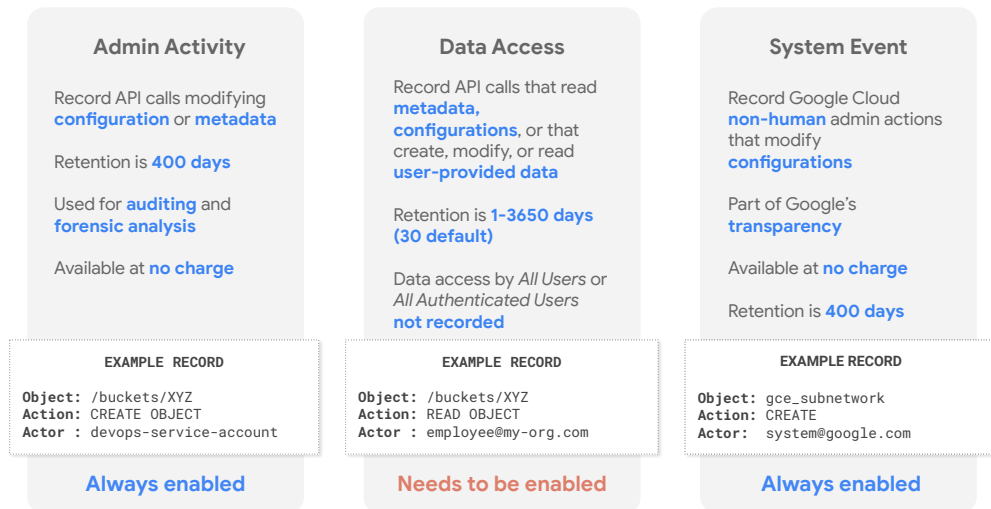 Admin Activity
Record API calls modifying
configuration or metadata
Retention is 400 days
Used for auditing and
forensic analysis
Available at no charge
EXAMPLE RECORD
Object: /buckets/XYZ
Action: CREATE OBJECT
Actor : devops-service-account
Always enabled
Data Access
Record API calls that read
metadata,
configurations, or that
create, modify, or read
user-provided data
Retention is 1-3650 days
(30 default)
Data access by All Users or
All Authenticated Users
not recorded
EXAMPLE RECORD
Object: /buckets/XYZ
Action: READ OBJECT
Actor : employee@my-org.com
Needs to be enabled
System Event
Record Google Cloud
non-human admin actions
that modify
configurations
Part of Google's
transparency
Available at no charge
Retention is 400 days
EXAMPLE RECORD
Object: gce_subnetwork
Action: CREATE
Actor: system@google.com
Always enabled